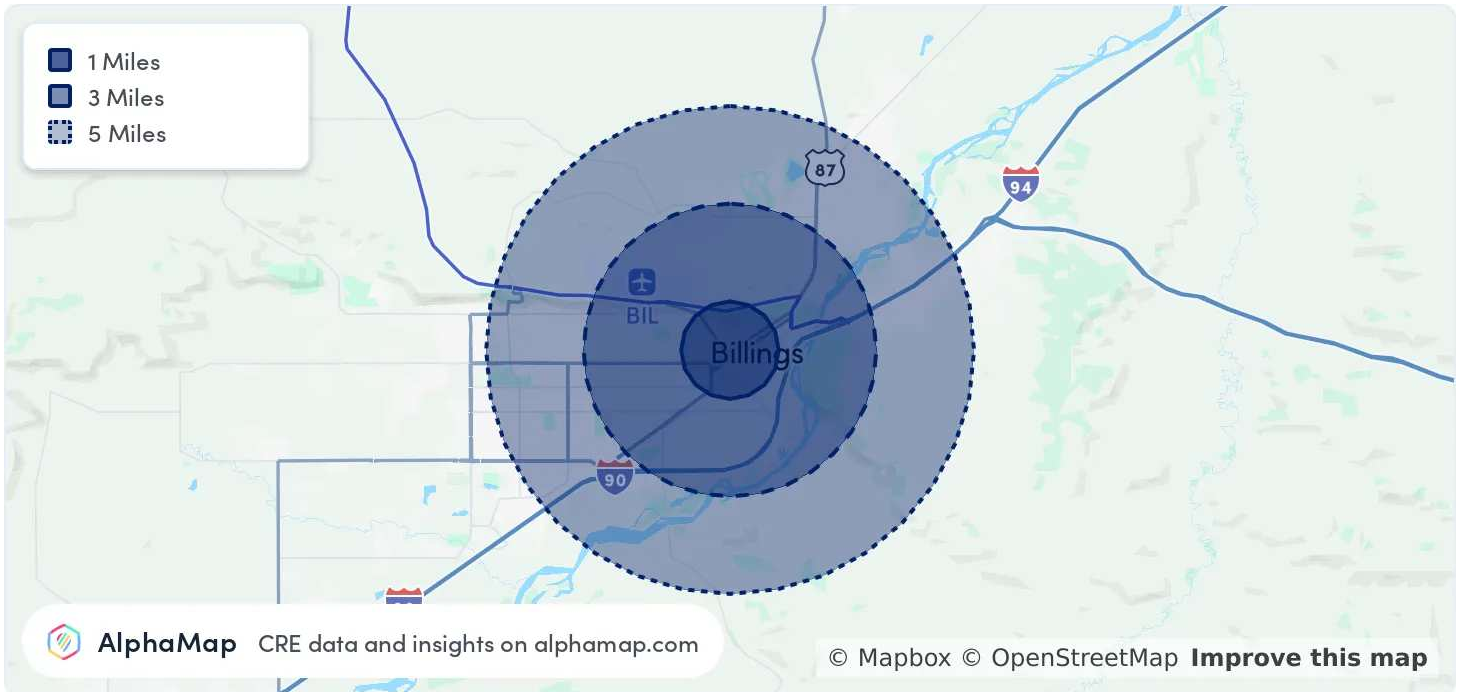 1 Miles
3 Miles
5 Miles
87
94
BIL
Billings
90
AlphaMap CRE data and insights on alphamap.com
© Mapbox © OpenStreetMap Improve this map